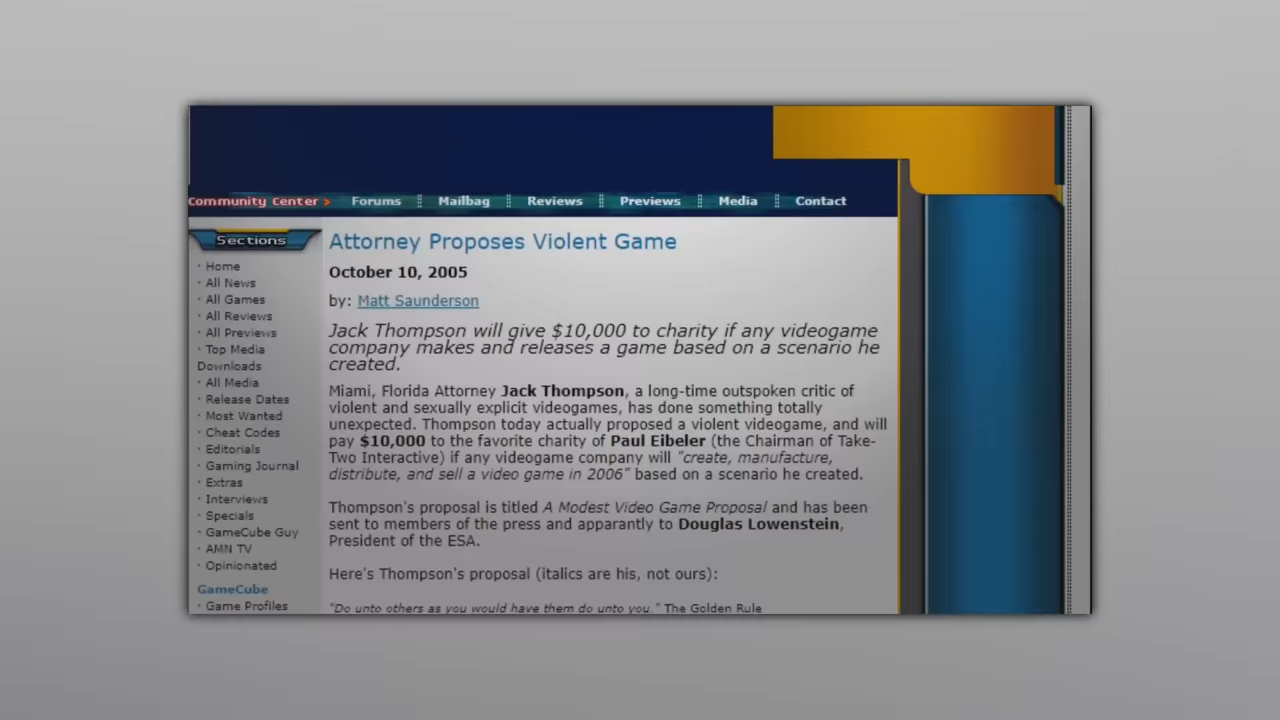 Community Center > Forums Mailbag Reviews Previews Media Contact
Sections
· Home
· All News
· All Games
· All Reviews
· All Previews
· Top Media
Downloads
· All Media
· Release Dates
· Most Wanted
· Cheat Codes
· Editorials
· Gaming Journal
· Extras
· Interviews
· Specials
· GameCube Guy
· AMN TV
· Opinionated
GameCube
· Game Profiles
Attorney Proposes Violent Game
October 10, 2005
by: Matt Saunderson
Jack Thompson will give $10,000 to charity if any videogame
company makes and releases a game based on a scenario he
created.
Miami, Florida Attorney Jack Thompson, a long-time outspoken critic of
violent and sexually explicit videogames, has done something totally
unexpected. Thompson today actually proposed a violent videogame, and will
pay $10,000 to the favorite charity of Paul Eibeler (the Chairman of Take-
Two Interactive) if any videogame company will "create, manufacture,
distribute, and sell a video game in 2006" based on a scenario he created.
Thompson's proposal is titled A Modest Video Game Proposal and has been
sent to members of the press and apparantly to Douglas Lowenstein,
President of the ESA.
Here's Thompson's proposal (italics are his, not ours):
"Do unto others as you would have them do unto you." The Golden Rule